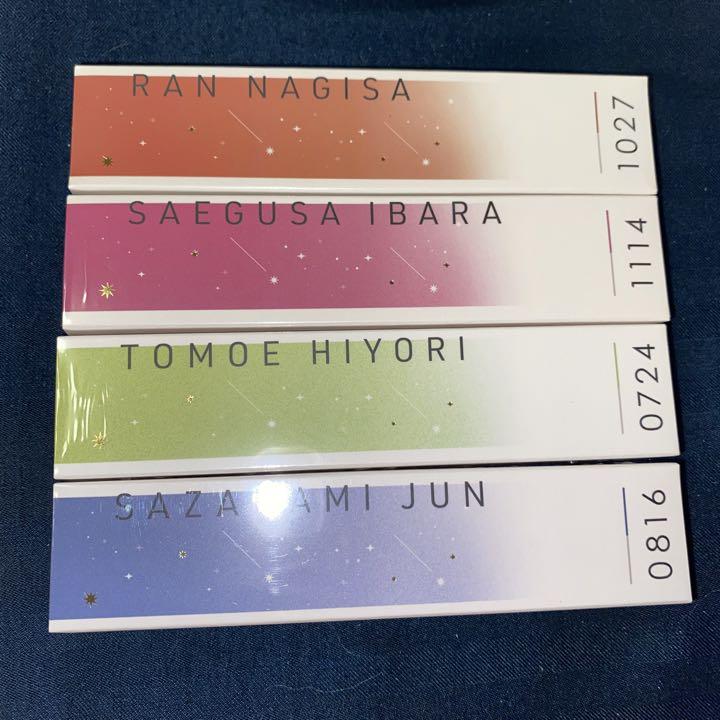 RAN NAGISA
1027
SAEGUSA IBARA
1114
TOMOE HIYORI
0724
JUN
0816